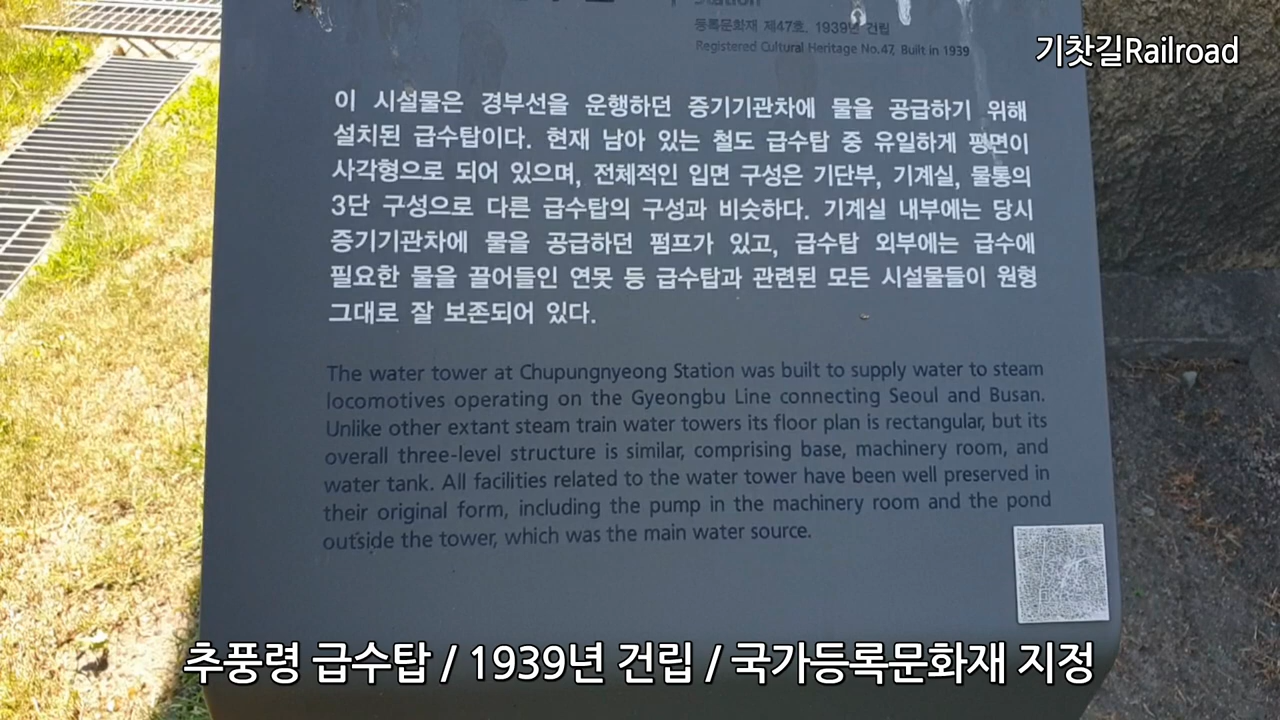 Station
등록문화재 제47호, 1939년 건립
Registered Cultural Heritage No.47, Built in 1939
기찻길Railroad
이 시설물은 경부선을 운행하던 증기기관차에 물을 공급하기 위해
설치된 급수탑이다. 현재 남아 있는 철도 급수탑 중 유일하게 평면이
사각형으로 되어 있으며, 전체적인 입면 구성은 기단부, 기계실, 물통의
3단 구성으로 다른 급수탑의 구성과 비슷하다. 기계실 내부에는 당시
증기기관차에 물을 공급하던 펌프가 있고, 급수탑 외부에는 급수에
필요한 물을 끌어들인 연못 등 급수탑과 관련된 모든 시설물들이 원형
그대로 잘 보존되어 있다.
The water tower at Chupungnyeong Station was built to supply water to steam
locomotives operating on the Gyeongbu Line connecting Seoul and Busan.
Unlike other extant steam train water towers its floor plan is rectangular, but its
overall three-level structure is similar, comprising base, machinery room, and
water tank. All facilities related to the water tower have been well preserved in
their original form, including the pump in the machinery room and the pond
outside the tower, which was the main water source.
추풍령 급수탑 / 1939년 건립 / 국가등록문화재 지정